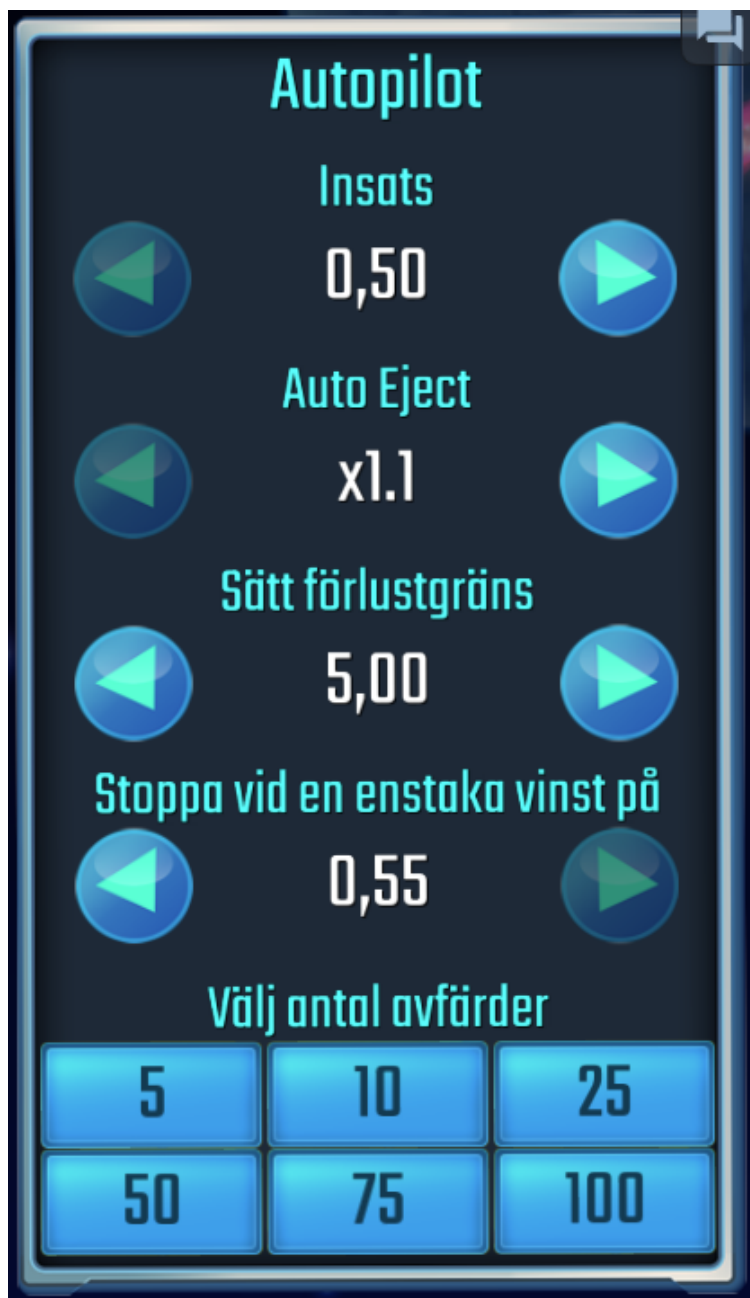 Autopilot
Insats
0,50
Auto Eject
x1.1
Sätt förlustgräns
5,00
Stoppa vid en enstaka vinst på
0,55
Välj antal avfärder
5 10 25
50 75 100